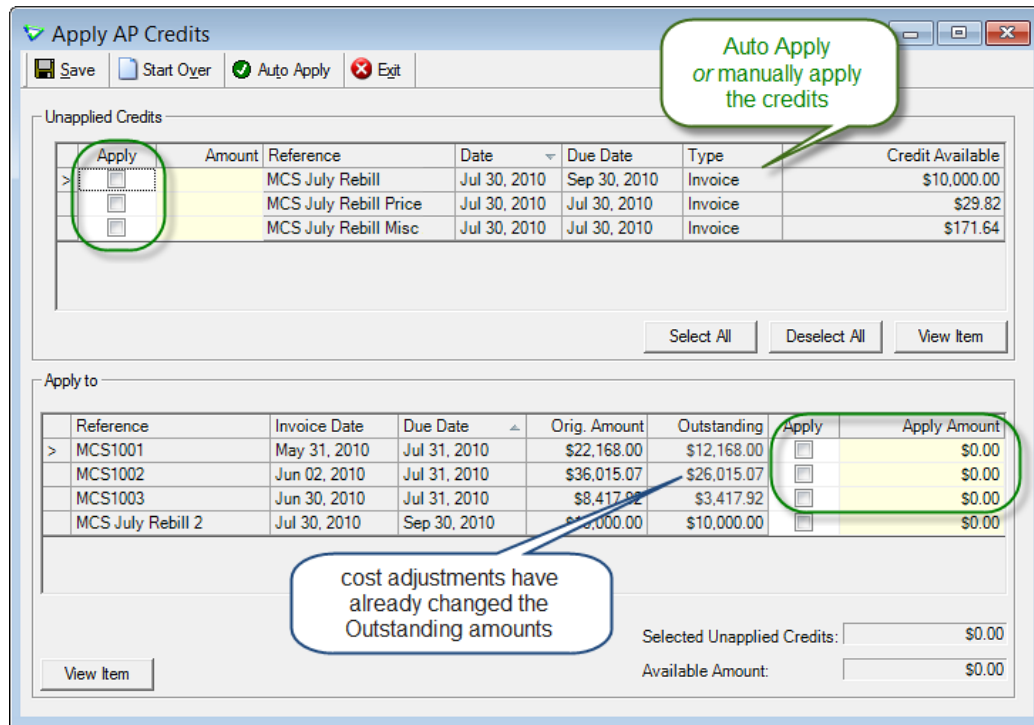 Apply AP Credits
Save Start Over Auto Apply Exit
Auto Apply
or manually apply
the credits
Unapplied Credits
Apply Amount Reference Date Due Date Type Credit Available
> MCS July Rebill Jul 30, 2010 Sep 30, 2010 Invoice $10,000.00
MCS July Rebill Price Jul 30, 2010 Jul 30, 2010 Invoice $29.82
MCS July Rebill Misc Jul 30, 2010 Jul 30, 2010 Invoice $171.64
Select All Deselect All View Item
Apply to
Reference Invoice Date Due Date Orig. Amount Outstanding Apply Apply Amount
> MCS1001 May 31, 2010 Jul 31, 2010 $22,168.00 $12,168.00 $0.00
MCS1002 Jun 02, 2010 Jul 31, 2010 $36,015.07 $26,015.07 $0.00
MCS1003 Jun 30, 2010 Jul 31, 2010 $8,417.92 $3,417.92 $0.00
MCS July Rebill 2 Jul 30, 2010 Sep 30, 2010 $10,000.00 $10,000.00 $0.00
cost adjustments have
already changed the
Outstanding amounts
Selected Unapplied Credits: $0.00
View Item Available Amount: $0.00